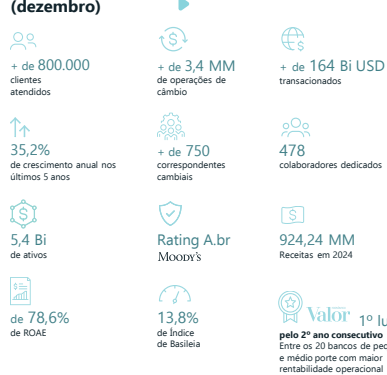 (dezembro)
+ de 800.000
clientes
atendidos
+ de 3,4 MM
de operações de
câmbio
+ de 164 Bi USD
transacionados
35,2%
de crescimento anual nos
últimos 5 anos
+ de 750
correspondentes
cambiais
478
colaboradores dedicados
5,4 Bi
de ativos
Rating A.br
MOODY'S
924,24 MM
Receitas em 2024
de 78,6%
de ROAE
13,8%
de Índice
de Basileia
Valor 1º lu
pelo 2º ano consecutivo
Entre os 20 bancos de peq
e médio porte com maior
rentabilidade operacional